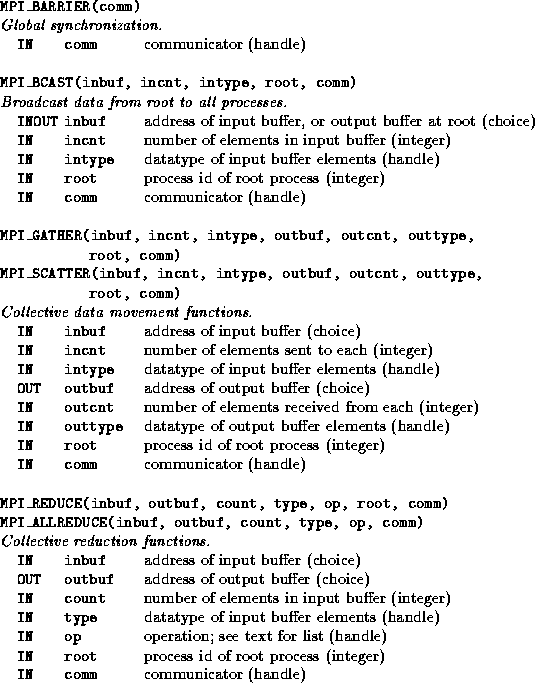 MPI_BARRIER(comm)
Global synchronization.
IN comm communicator (handle)
MPI_BCAST(inbuf, incnt, intype, root, comm)
Broadcast data from root to all processes.
INOUT inbuf address of input buffer, or output buffer at root (choice)
IN incnt number of elements in input buffer (integer)
IN intype datatype of input buffer elements (handle)
IN root process id of root process (integer)
IN comm communicator (handle)
MPI_GATHER(inbuf, incnt, intype, outbuf, outcnt, outtype,
root, comm)
MPI_SCATTER(inbuf, incnt, intype, outbuf, outcnt, outtype,
root, comm)
Collective data movement functions.
IN inbuf address of input buffer (choice)
IN incnt number of elements sent to each (integer)
IN intype datatype of input buffer elements (handle)
OUT outbuf address of output buffer (choice)
IN outcnt number of elements received from each (integer)
IN outtype datatype of output buffer elements (handle)
IN root process id of root process (integer)
IN comm communicator (handle)
MPI_REDUCE(inbuf, outbuf, count, type, op, root, comm)
MPI_ALLREDUCE(inbuf, outbuf, count, type, op, comm)
Collective reduction functions.
IN inbuf address of input buffer (choice)
OUT outbuf address of output buffer (choice)
IN count number of elements in input buffer (integer)
IN type datatype of input buffer elements (handle)
IN op operation; see text for list (handle)
IN root process id of root process (integer)
IN comm communicator (handle)